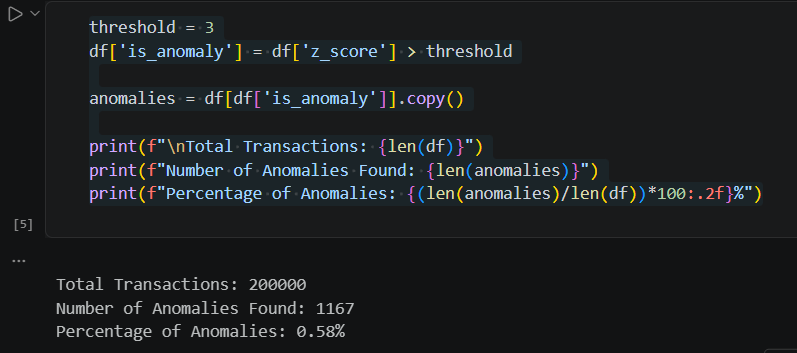 threshold = 3
df['is_anomaly'] = df['z_score'] > threshold
anomalies = df[df['is_anomaly']].copy()
print(f"\nTotal Transactions: {len(df)}")
print(f"Number of Anomalies Found: {len(anomalies)}")
print(f"Percentage of Anomalies: {(len(anomalies)/len(df))*100:.2f}%")
[5]
...
Total Transactions: 200000
Number of Anomalies Found: 1167
Percentage of Anomalies: 0.58%